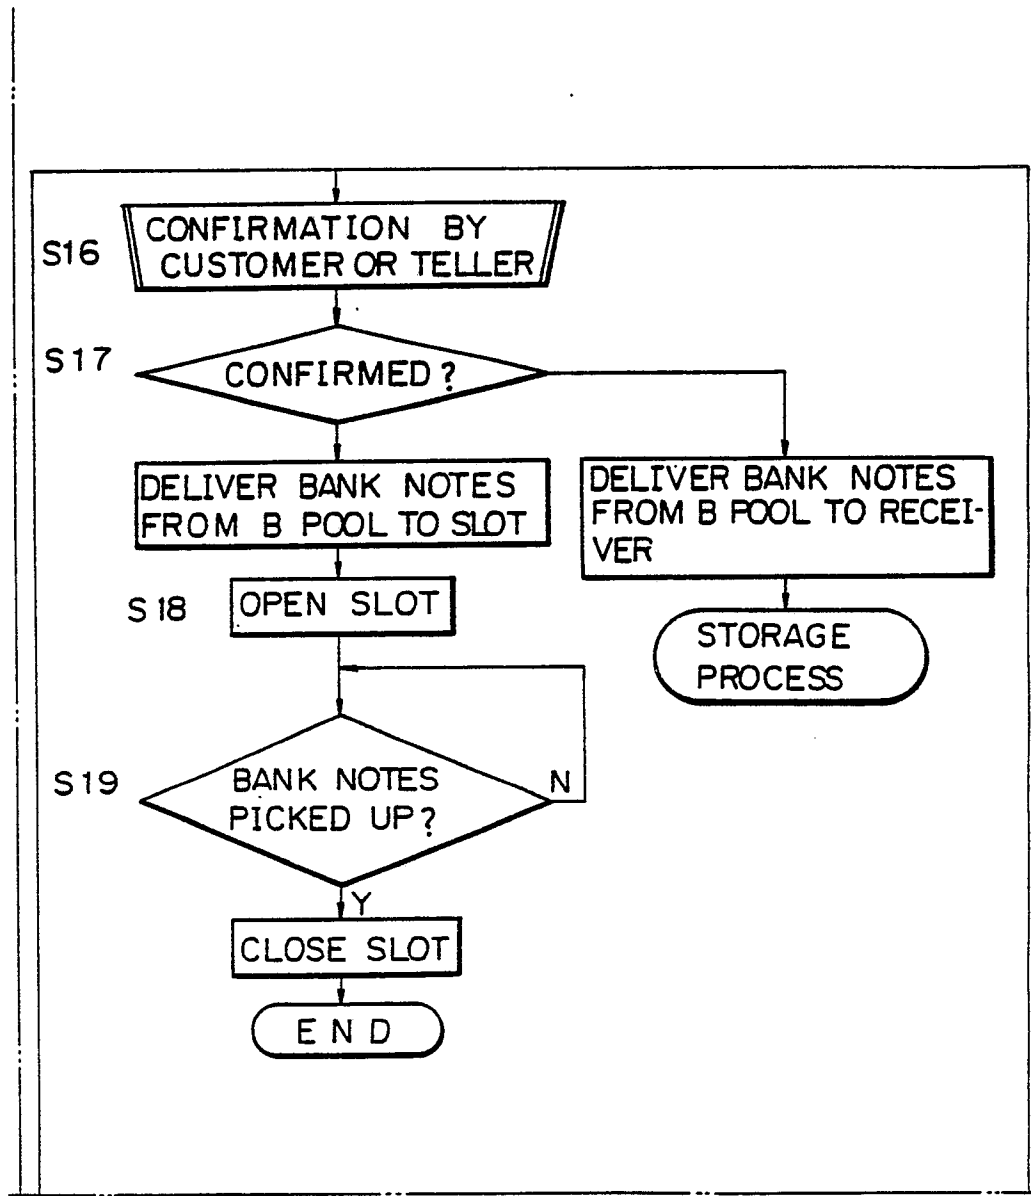 S16
CONFIRMATION BY
CUSTOMER OR TELLER
S17
CONFIRMED?
DELIVER BANK NOTES
FROM B POOL TO SLOT
DELIVER BANK NOTES
FROM B POOL TO RECEI-
VER
S18
OPEN SLOT
STORAGE
PROCESS
S19
BANK NOTES
PICKED UP?
N
Y
CLOSE SLOT
END